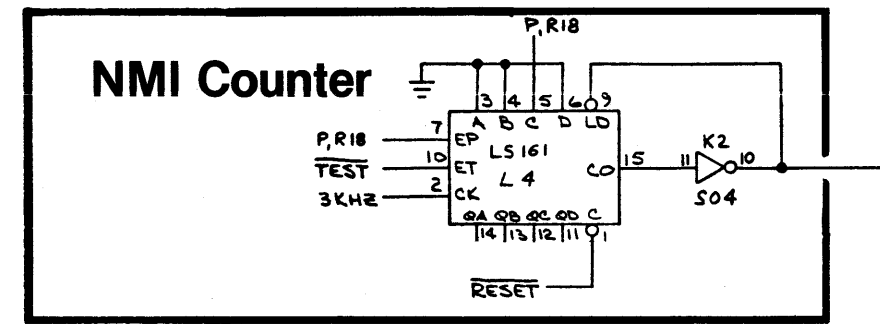 P,R18
NMI Counter
3 4 5 6 9
A B C D LD
P,R18 7 EP
LS161
K2
TEST 10 ET
L4
CO 15 11 10
3KHZ 2 CK
S04
QA QB QC QD C
14 13 12 11 1
RESET